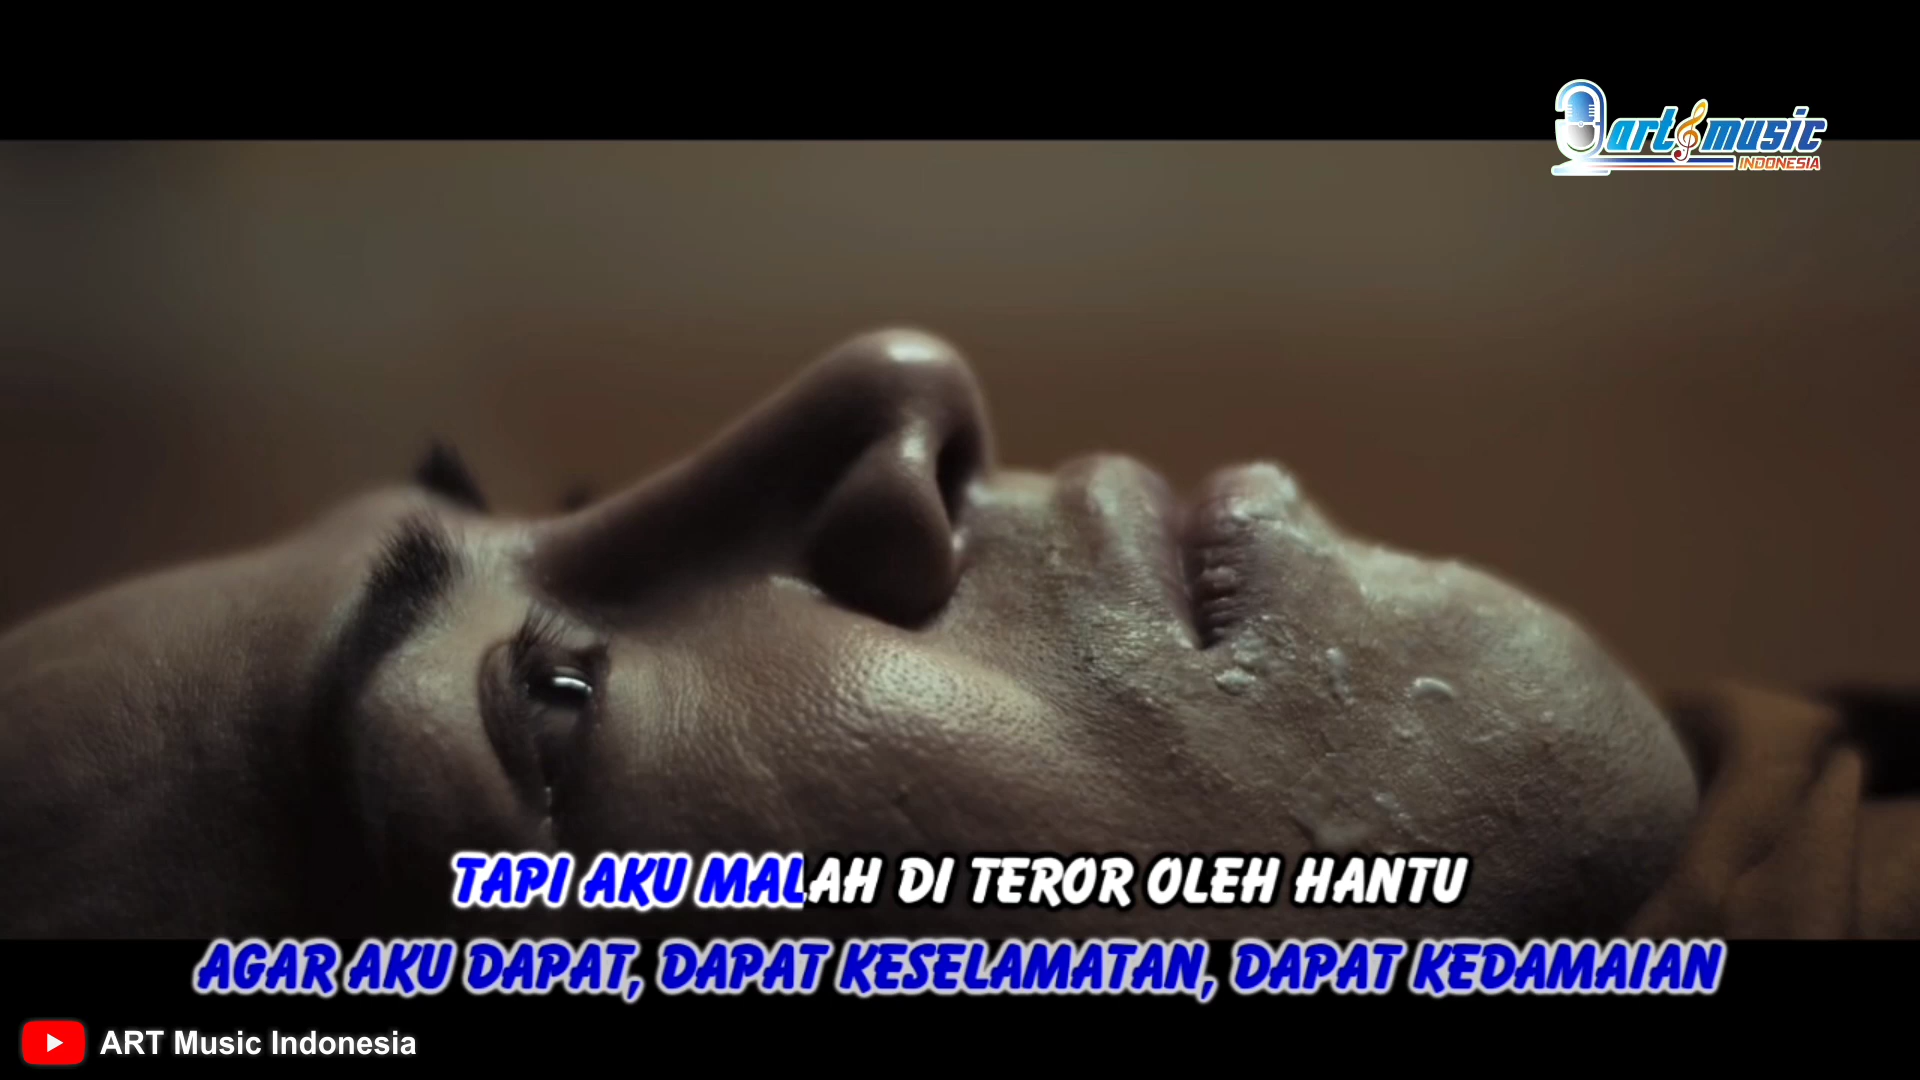 art music
INDONESIA
TAPI AKU MALAH DI TEROR OLEH HANTU
AGAR AKU DAPAT, DAPAT KESELAMATAN, DAPAT KEDAMAIAN
ART Music Indonesia